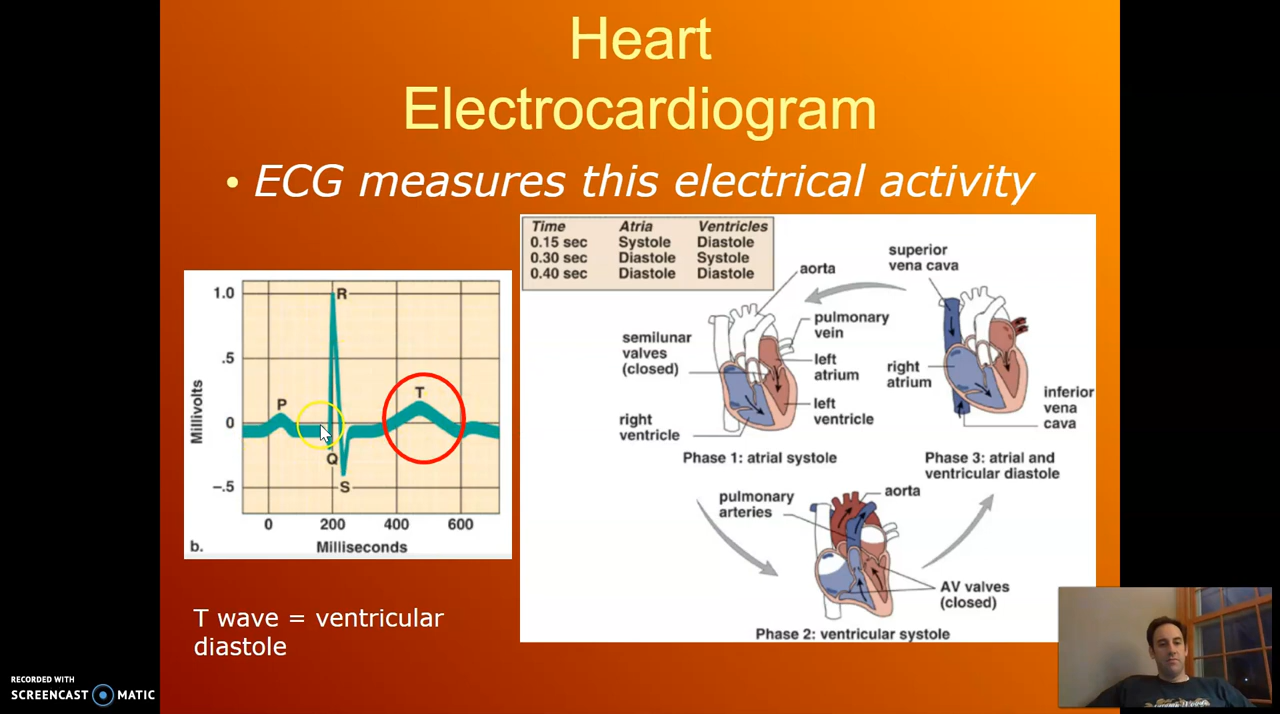 Heart
Electrocardiogram
• ECG measures this electrical activity
Time Atria Ventricles
0.15 sec Systole Diastole
0.30 sec Diastole Systole
0.40 sec Diastole Diastole
aorta
superior
vena cava
pulmonary
vein
semilunar
valves
(closed)
left
atrium
right
atrium
left
ventricle
inferior
vena
cava
right
ventricle
Phase 1: atrial systole
Phase 3: atrial and
ventricular diastole
pulmonary
arteries
aorta
AV valves
(closed)
Phase 2: ventricular systole
1.0
.5
0
–.5
Millivolts
P
R
Q
S
T
0 200 400 600
b. Milliseconds
T wave = ventricular
diastole
RECORDED WITH
SCREENCAST MATIC